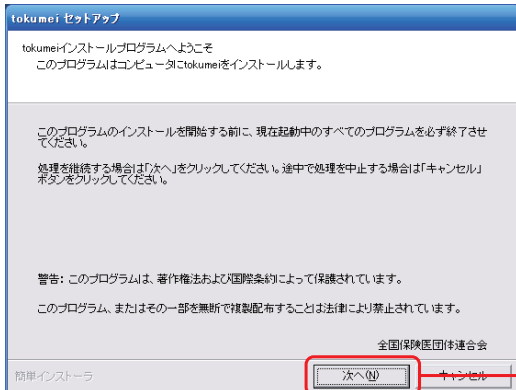 tokumei セットアップ
tokumeiインストールプログラムへようこそ
このプログラムはコンピュータにtokumeiをインストールします。
このプログラムのインストールを開始する前に、現在起動中のすべてのプログラムを必ず終了させ
てください。
処理を継続する場合は「次へ」をクリックしてください。途中で処理を中止する場合は「キャンセル」
ボタンをクリックしてください。
警告: このプログラムは、著作権法および国際条約によって保護されています。
このプログラム、またはその一部を無断で複製配布することは法律により禁止されています。
全国保険医団体連合会
簡単インストーラ
次へ(N)
キャンセル